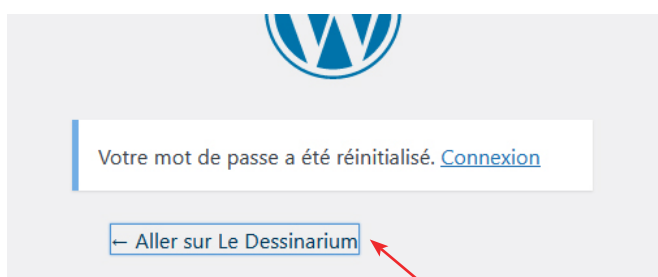 Votre mot de passe a été réinitialisé. Connexion
← Aller sur Le Dessinarium